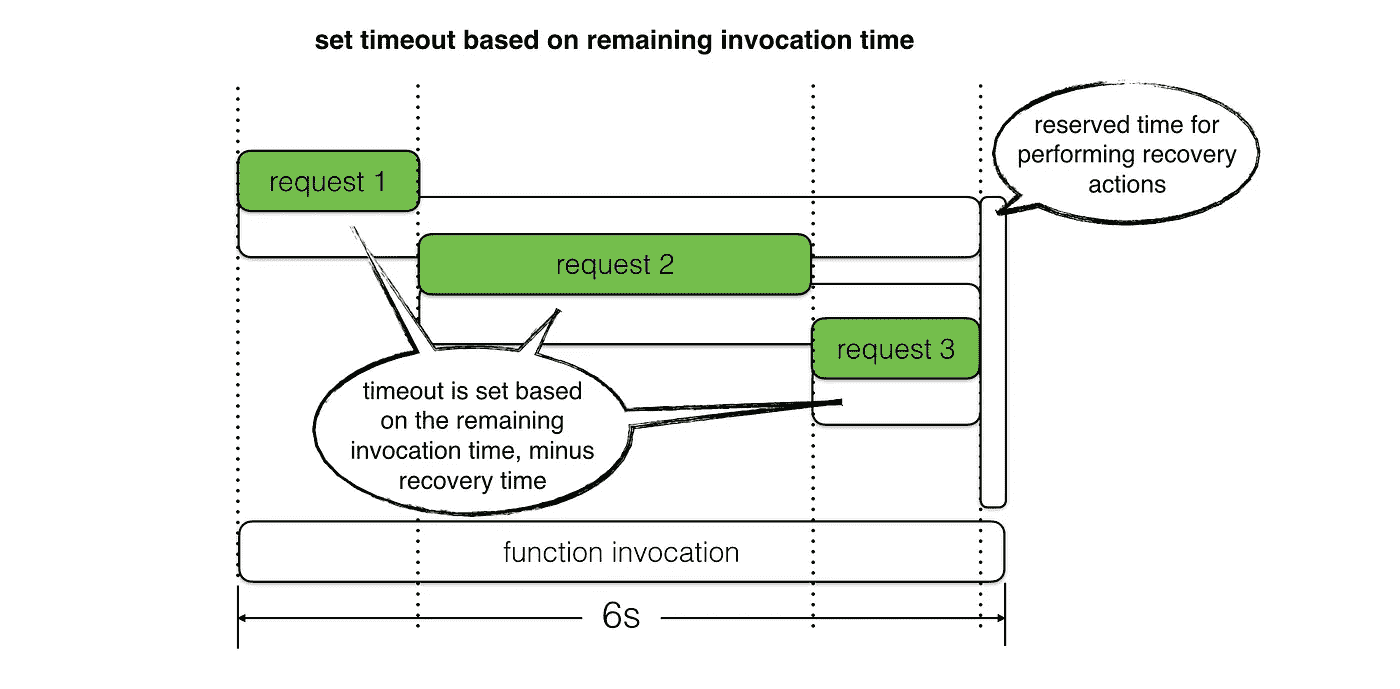 set timeout based on remaining invocation time
reserved time for
performing recovery
actions
request 1
request 2
request 3
timeout is set based
on the remaining
invocation time, minus
recovery time
function invocation
6s